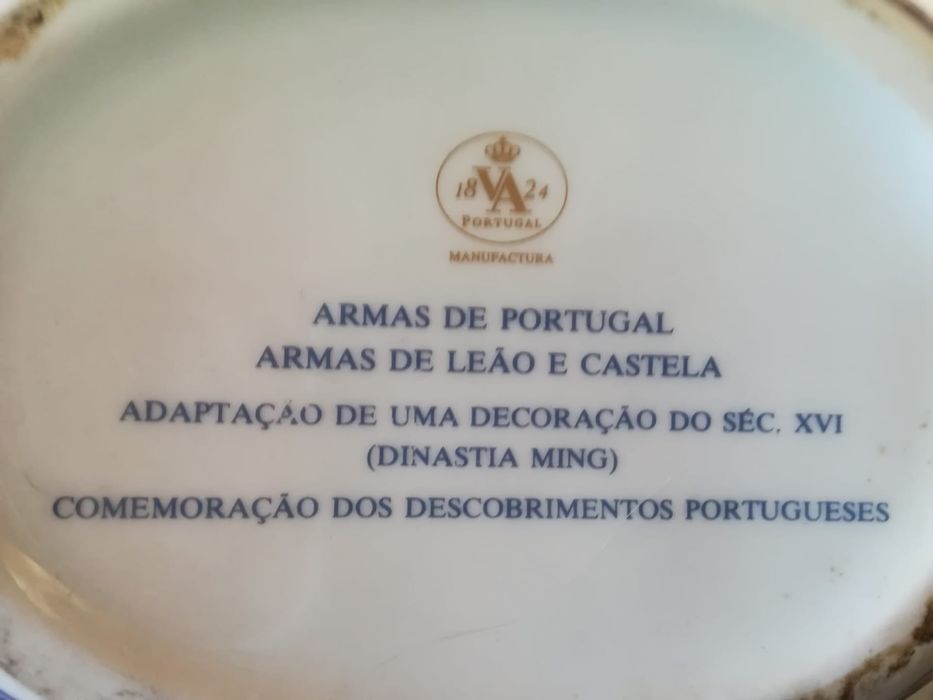 18 VA 24
PORTUGAL
MANUFACTURA
ARMAS DE PORTUGAL
ARMAS DE LEÃO E CASTELA
ADAPTAÇÃO DE UMA DECORAÇÃO DO SÉC. XVI
(DINASTIA MING)
COMEMORAÇÃO DOS DESCOBRIMENTOS PORTUGUESES